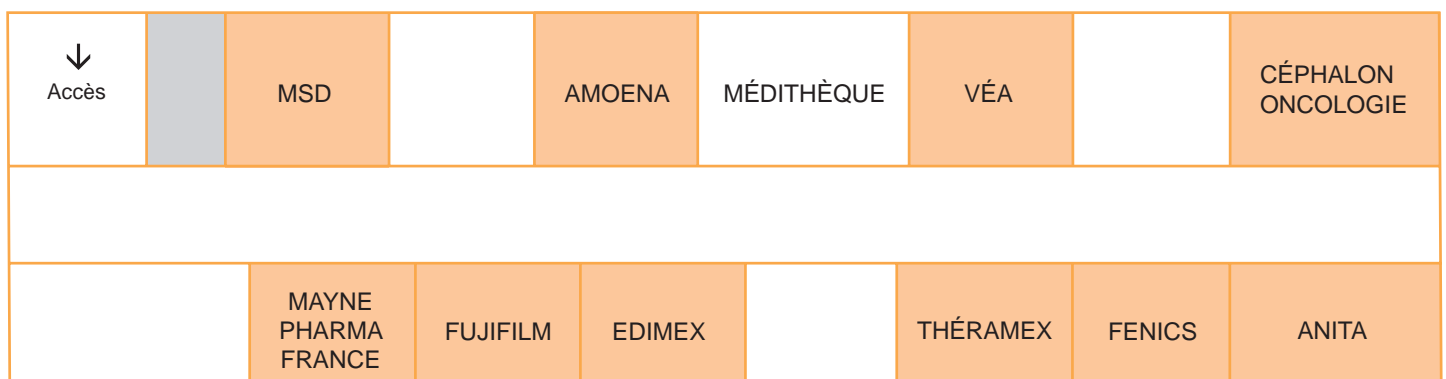 ↓
Accès
MSD
AMOENA
MÉDITHÈQUE
VÉA
CÉPHALON
ONCOLOGIE
MAYNE
PHARMA
FRANCE
FUJIFILM
EDIMEX
THÉRAMEX
FENICS
ANITA